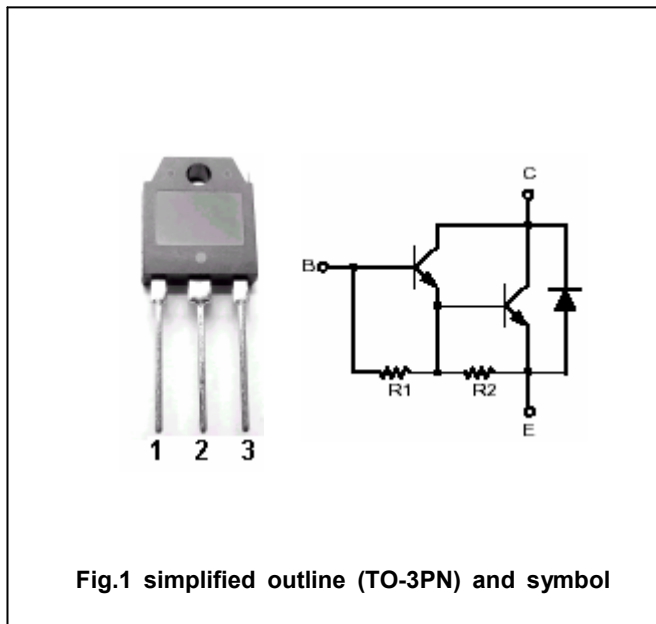 C
B
R1 R2
E
1 2 3
Fig.1 simplified outline (TO-3PN) and symbol